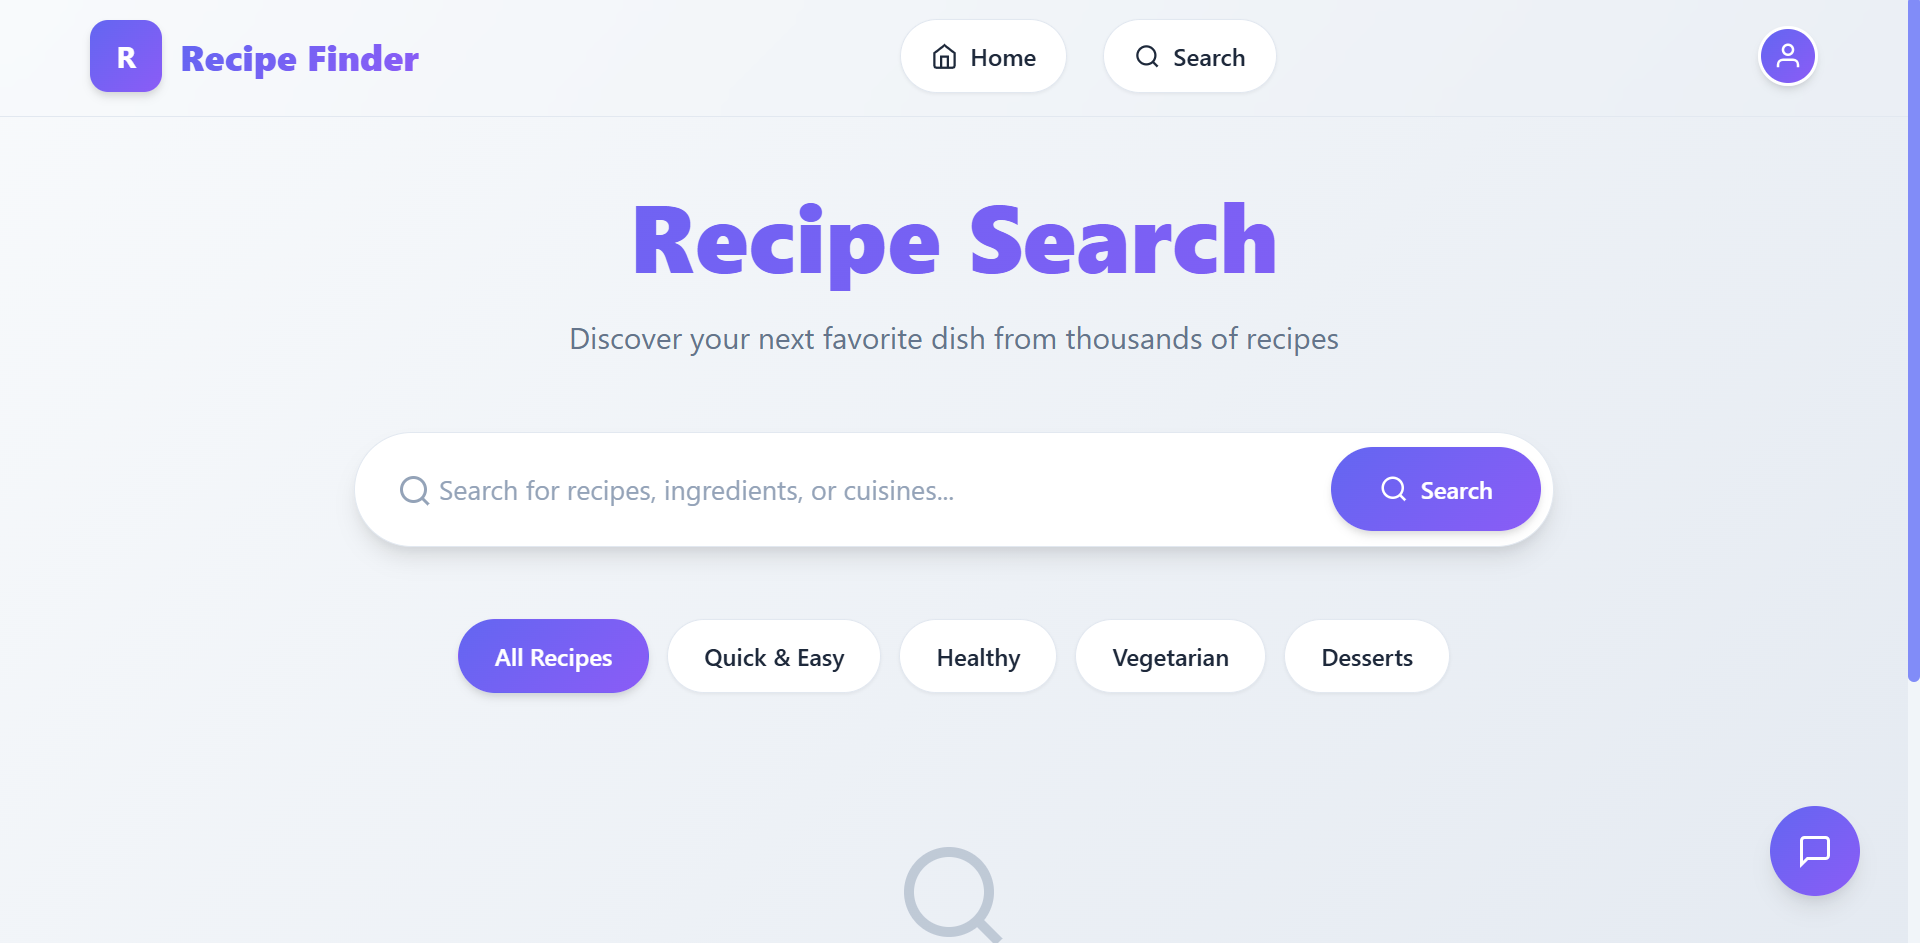 R
Recipe Finder
Home
Search
Recipe Search
Discover your next favorite dish from thousands of recipes
Search for recipes, ingredients, or cuisines...
Search
All Recipes
Quick & Easy
Healthy
Vegetarian
Desserts